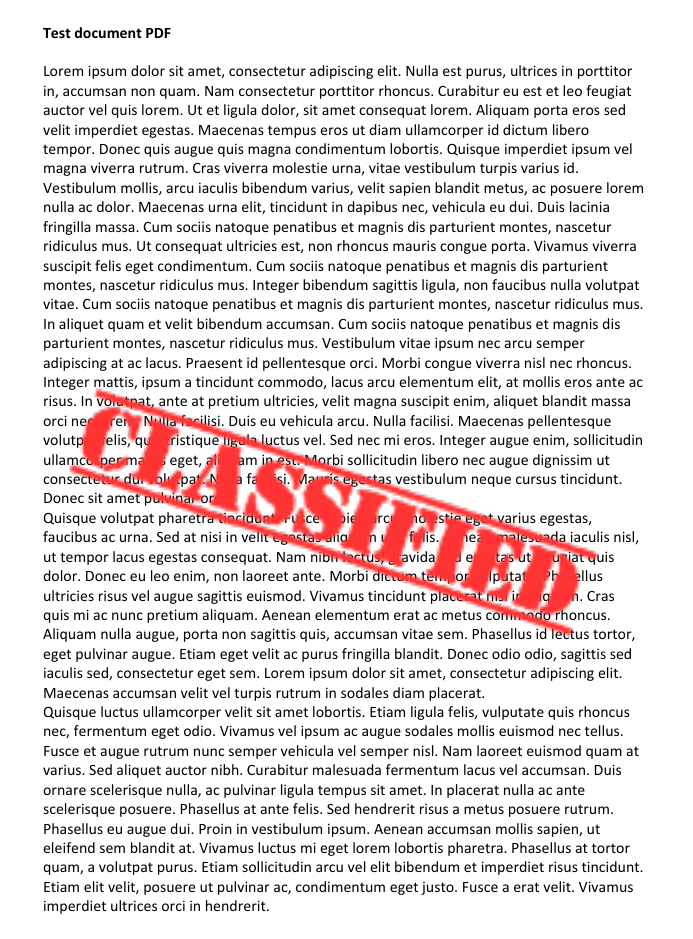 Test document PDF
Lorem ipsum dolor sit amet, consectetur adipiscing elit. Nulla est purus, ultrices in porttitor
in, accumsan non quam. Nam consectetur porttitor rhoncus. Curabitur eu est et leo feugiat
auctor vel quis lorem. Ut et ligula dolor, sit amet consequat lorem. Aliquam porta eros sed
velit imperdiet egestas. Maecenas tempus eros ut diam ullamcorper id dictum libero
tempor. Donec quis augue quis magna condimentum lobortis. Quisque imperdiet ipsum vel
magna viverra rutrum. Cras viverra molestie urna, vitae vestibulum turpis varius id.
Vestibulum mollis, arcu iaculis bibendum varius, velit sapien blandit metus, ac posuere lorem
nulla ac dolor. Maecenas urna elit, tincidunt in dapibus nec, vehicula eu dui. Duis lacinia
fringilla massa. Cum sociis natoque penatibus et magnis dis parturient montes, nascetur
ridiculus mus. Ut consequat ultricies est, non rhoncus mauris congue porta. Vivamus viverra
suscipit felis eget condimentum. Cum sociis natoque penatibus et magnis dis parturient
montes, nascetur ridiculus mus. Integer bibendum sagittis ligula, non faucibus nulla volutpat
vitae. Cum sociis natoque penatibus et magnis dis parturient montes, nascetur ridiculus mus.
In aliquet quam et velit bibendum accumsan. Cum sociis natoque penatibus et magnis dis
parturient montes, nascetur ridiculus mus. Vestibulum vitae ipsum nec arcu semper
adipiscing at ac lacus. Praesent id pellentesque orci. Morbi congue viverra nisl nec rhoncus.
Integer mattis, ipsum a tincidunt commodo, lacus arcu elementum elit, at mollis eros ante ac
risus. In volutpat, ante at pretium ultricies, velit magna suscipit enim, aliquet blandit massa
orci Nulla facilisi. Duis eu vehicula arcu. Nulla facilisi. Maecenas pellentesque
ligula luctus vel. Sed nec mi eros. Integer augue enim, sollicitudin
eget, in est. Morbi sollicitudin libero nec augue dignissim ut
consectetur dui volutpat. Mauris egestas vestibulum neque cursus tincidunt.
Donec sit amet pulvinar
CLASSIFIED
Quisque volutpat pharetra tincidunt. Fusce eget varius egestas,
faucibus ac urna. Sed at nisi in velit egestas felis. malesuada iaculis nisl,
ut tempor lacus egestas consequat. Nam nibh lectus, gravida ut feugiat quis
dolor. Donec eu leo enim, non laoreet ante. Morbi dictum tempor
ultricies risus vel augue sagittis euismod. Vivamus tincidunt placerat nisi Cras
quis mi ac nunc pretium aliquam. Aenean elementum erat ac metus commodo rhoncus.
Aliquam nulla augue, porta non sagittis quis, accumsan vitae sem. Phasellus id lectus tortor,
eget pulvinar augue. Etiam eget velit ac purus fringilla blandit. Donec odio odio, sagittis sed
iaculis sed, consectetur eget sem. Lorem ipsum dolor sit amet, consectetur adipiscing elit.
Maecenas accumsan velit vel turpis rutrum in sodales diam placerat.
Quisque luctus ullamcorper velit sit amet lobortis. Etiam ligula felis, vulputate quis rhoncus
nec, fermentum eget odio. Vivamus vel ipsum ac augue sodales mollis euismod nec tellus.
Fusce et augue rutrum nunc semper vehicula vel semper nisl. Nam laoreet euismod quam at
varius. Sed aliquet auctor nibh. Curabitur malesuada fermentum lacus vel accumsan. Duis
ornare scelerisque nulla, ac pulvinar ligula tempus sit amet. In placerat nulla ac ante
scelerisque posuere. Phasellus at ante felis. Sed hendrerit risus a metus posuere rutrum.
Phasellus eu augue dui. Proin in vestibulum ipsum. Aenean accumsan mollis sapien, ut
eleifend sem blandit at. Vivamus luctus mi eget lorem lobortis pharetra. Phasellus at tortor
quam, a volutpat purus. Etiam sollicitudin arcu vel elit bibendum et imperdiet risus tincidunt.
Etiam elit velit, posuere ut pulvinar ac, condimentum eget justo. Fusce a erat velit. Vivamus
imperdiet ultrices orci in hendrerit.